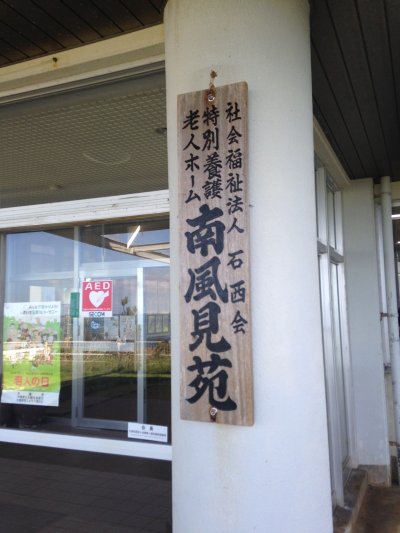 社会福祉法人 石西会
特別養護
老人ホーム
南風見苑
AED
SECOM
老人の日